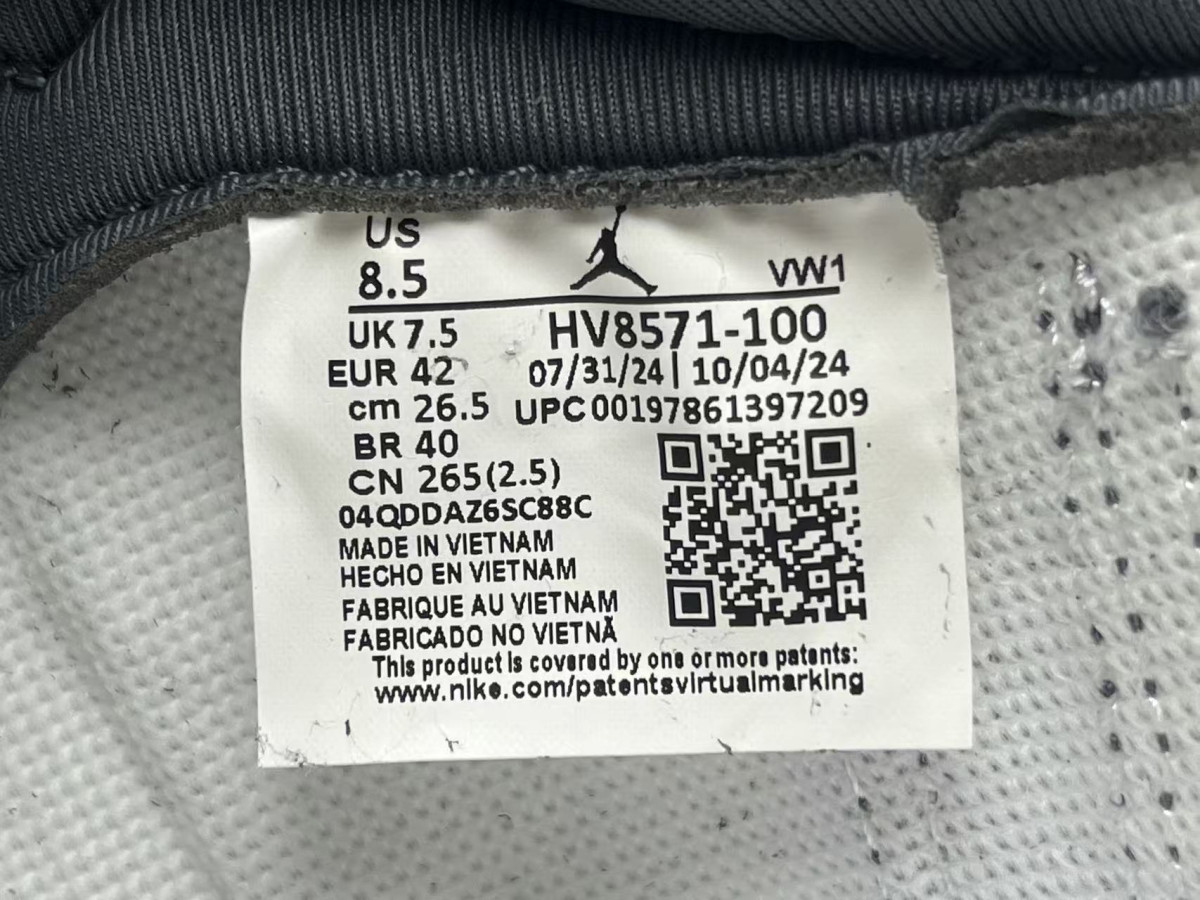 US
8.5
VW1
UK 7.5
HV8571-100
EUR 42
07/31/24 | 10/04/24
cm 26.5
UPC00197861397209
BR 40
CN 265(2.5)
04QDDAZ6SC88C
MADE IN VIETNAM
HECHO EN VIETNAM
FABRIQUE AU VIETNAM
FABRICADO NO VIETNÃ
This product is covered by one or more patents:
www.nike.com/patentsvirtualmarking